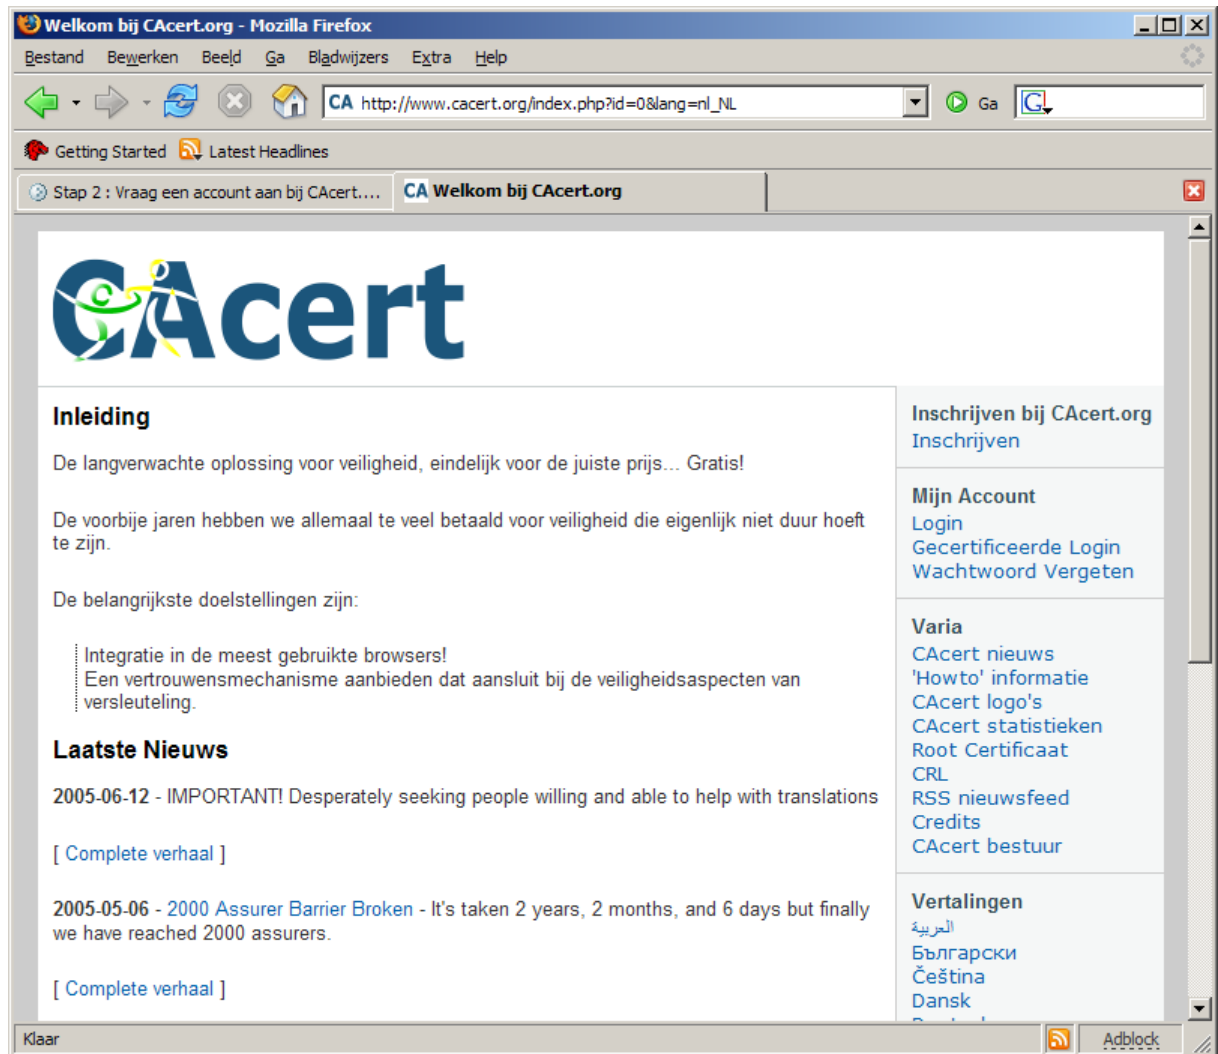 Welkom bij CAcert.org - Mozilla Firefox
Bestand Bewerken Beeld Ga Bladwijzers Extra Help
CA http://www.cacert.org/index.php?id=0&lang=nl_NL Ga G
Getting Started Latest Headlines
Stap 2 : Vraag een account aan bij CAcert.... CA Welkom bij CAcert.org
CAcert
Inleiding
De langverwachte oplossing voor veiligheid, eindelijk voor de juiste prijs... Gratis!
De voorbije jaren hebben we allemaal te veel betaald voor veiligheid die eigenlijk niet duur hoeft
te zijn.
De belangrijkste doelstellingen zijn:
Integratie in de meest gebruikte browsers!
Een vertrouwensmechanisme aanbieden dat aansluit bij de veiligheidsaspecten van
versleuteling.
Laatste Nieuws
2005-06-12 - IMPORTANT! Desperately seeking people willing and able to help with translations
[ Complete verhaal ]
2005-05-06 - 2000 Assurer Barrier Broken - It's taken 2 years, 2 months, and 6 days but finally
we have reached 2000 assurers.
[ Complete verhaal ]
Inschrijven bij CAcert.org
Inschrijven
Mijn Account
Login
Gecertificeerde Login
Wachtwoord Vergeten
Varia
CAcert nieuws
'Howto' informatie
CAcert logo's
CAcert statistieken
Root Certificaat
CRL
RSS nieuwsfeed
Credits
CAcert bestuur
Vertalingen
العربية
Български
Čeština
Dansk
Klaar Adblock